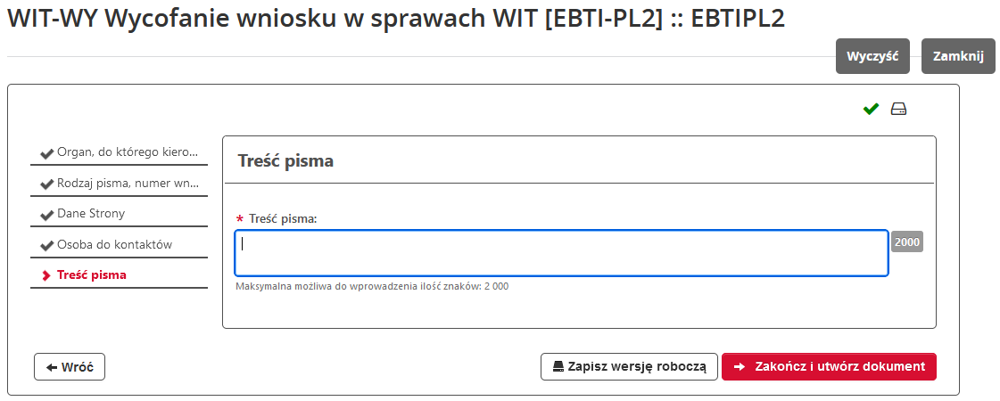 WIT-WY Wycofanie wniosku w sprawach WIT [EBTI-PL2] :: EBTIPL2
Wyczyść
Zamknij
Organ, do którego kiero...
Rodzaj pisma, numer wn...
Dane Strony
Osoba do kontaktów
Treść pisma
Treść pisma
* Treść pisma:
2000
Maksymalna możliwa do wprowadzenia ilość znaków: 2 000
Wróć
Zapisz wersję roboczą
Zakończ i utwórz dokument